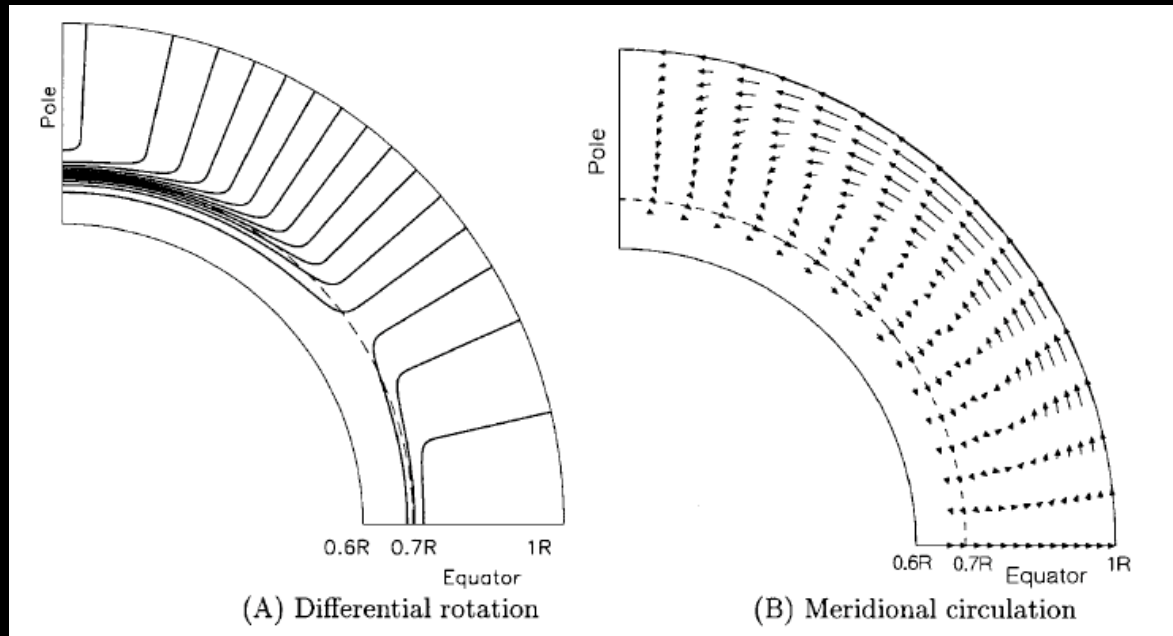 Pole
0.6R 0.7R 1R
Equator
(A) Differential rotation
Pole
0.6R 0.7R 1R
Equator
(B) Meridional circulation